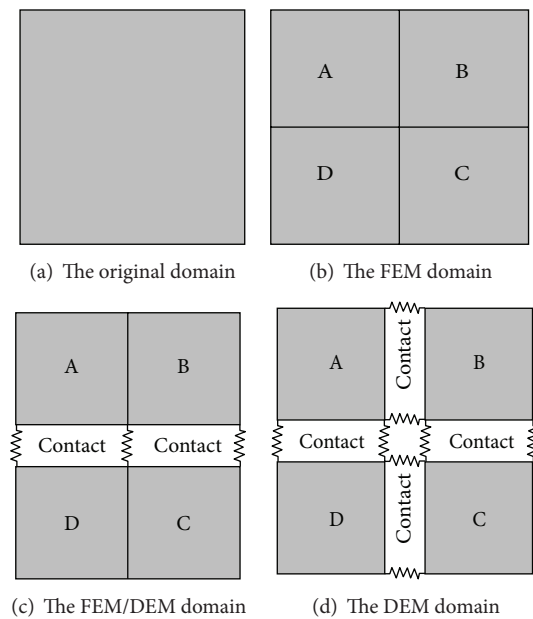 A
B
D
C
(a) The original domain
(b) The FEM domain
A
B
Contact
Contact
D
C
(c) The FEM/DEM domain
A
Contact
B
Contact
Contact
D
Contact
C
(d) The DEM domain